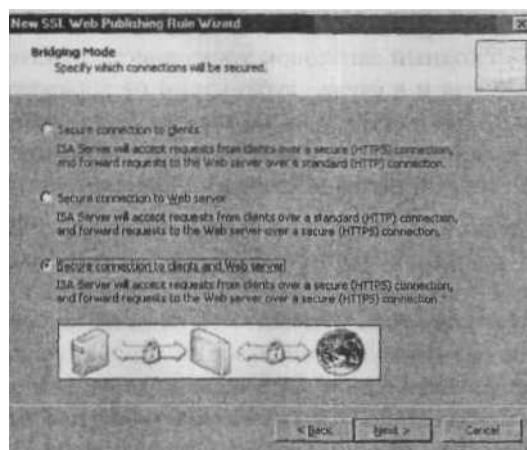 New SSL Web Publishing Rule Wizard
Bridging Mode
Specify which connections will be secured.
Secure connection to clients
ISA Server will accept requests from clients over a secure (HTTPS) connection,
and forward requests to the Web server over a standard (HTTP) connection.
Secure connection to Web server
ISA Server will accept requests from clients over a standard (HTTP) connection,
and forward requests to the Web server over a secure (HTTPS) connection.
Secure connection to clients and Web server
ISA Server will accept requests from clients over a secure (HTTPS) connection,
and forward requests to the Web server over a secure (HTTPS) connection.
< Back
Next >
Cancel